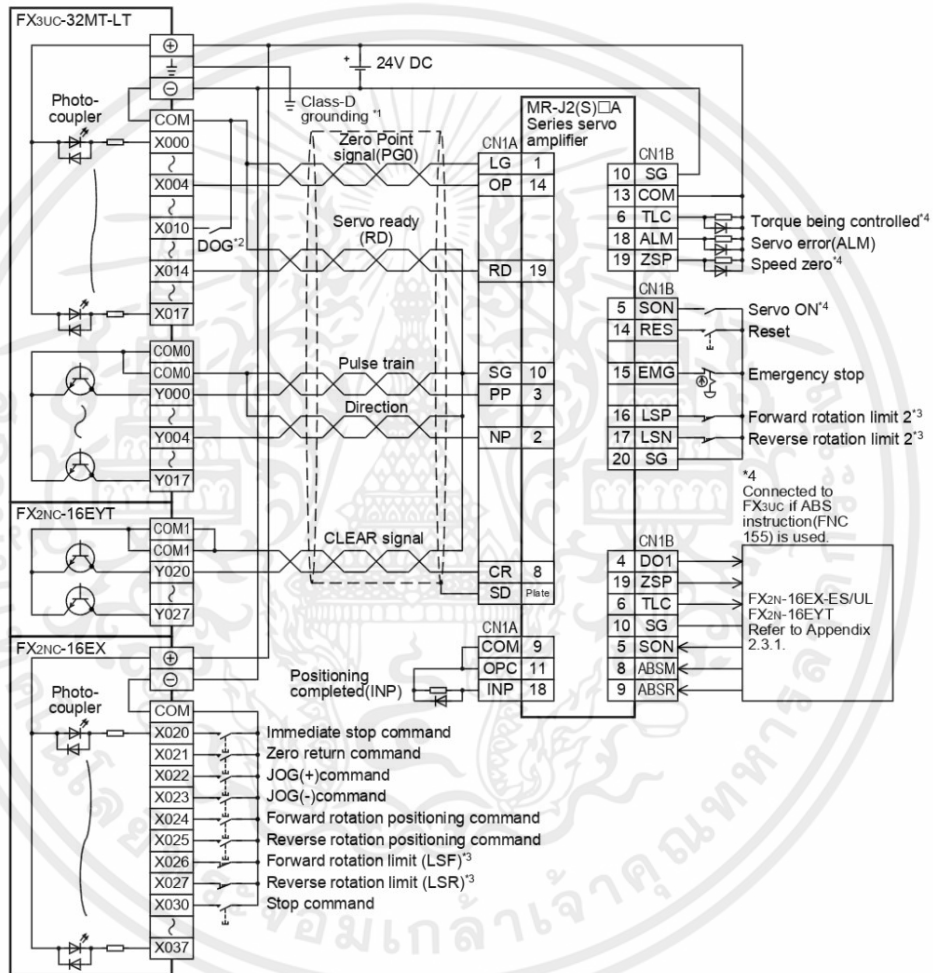 FX3UC-32MT-LT
24V DC
Class-D grounding *1
Photo-coupler
COM
X000
X004
X010
DOG*2
X014
X017
COM0
COM0
Y000
Y004
Y017
Zero Point signal(PG0)
Servo ready (RD)
Pulse train
Direction
FX2NC-16EYT
COM1
COM1
Y020
Y027
CLEAR signal
FX2NC-16EX
Photo-coupler
COM
X020 Immediate stop command
X021 Zero return command
X022 JOG(+)command
X023 JOG(-)command
X024 Forward rotation positioning command
X025 Reverse rotation positioning command
X026 Forward rotation limit (LSF)*3
X027 Reverse rotation limit (LSR)*3
X030 Stop command
X037
MR-J2(S)□A Series servo amplifier
CN1A
LG 1
OP 14
RD 19
SG 10
PP 3
NP 2
CR 8
SD Plate
CN1A
COM 9
OPC 11
INP 18
Positioning completed(INP)
CN1B
10 SG
13 COM
6 TLC Torque being controlled*4
18 ALM Servo error(ALM)
19 ZSP Speed zero*4
CN1B
5 SON Servo ON*4
14 RES Reset
15 EMG Emergency stop
16 LSP Forward rotation limit 2*3
17 LSN Reverse rotation limit 2*3
20 SG
*4
Connected to
FX3UC if ABS
instruction(FNC
155) is used.
CN1B
4 DO1
19 ZSP
6 TLC
10 SG
5 SON
8 ABSM
9 ABSR
FX2N-16EX-ES/UL
FX2N-16EYT
Refer to Appendix
2.3.1.